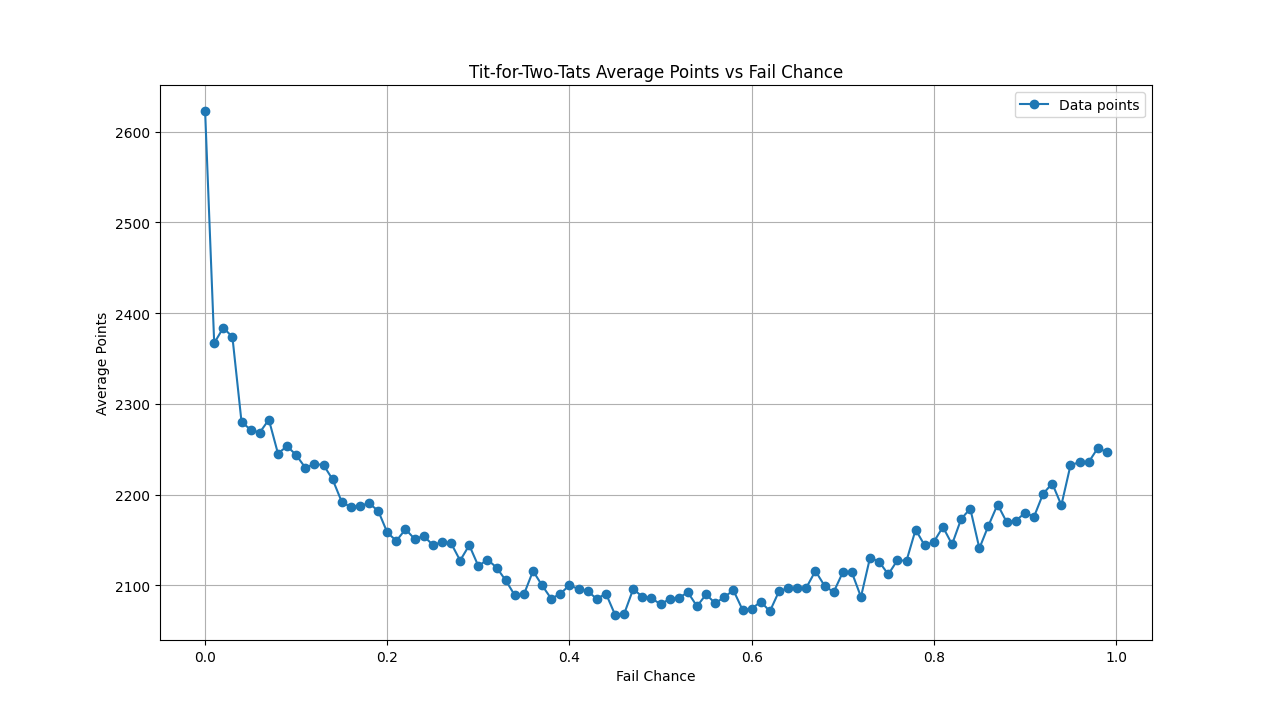 Tit-for-Two-Tats Average Points vs Fail Chance
Data points
Average Points
2600
2500
2400
2300
2200
2100
0.0 0.2 0.4 0.6 0.8 1.0
Fail Chance